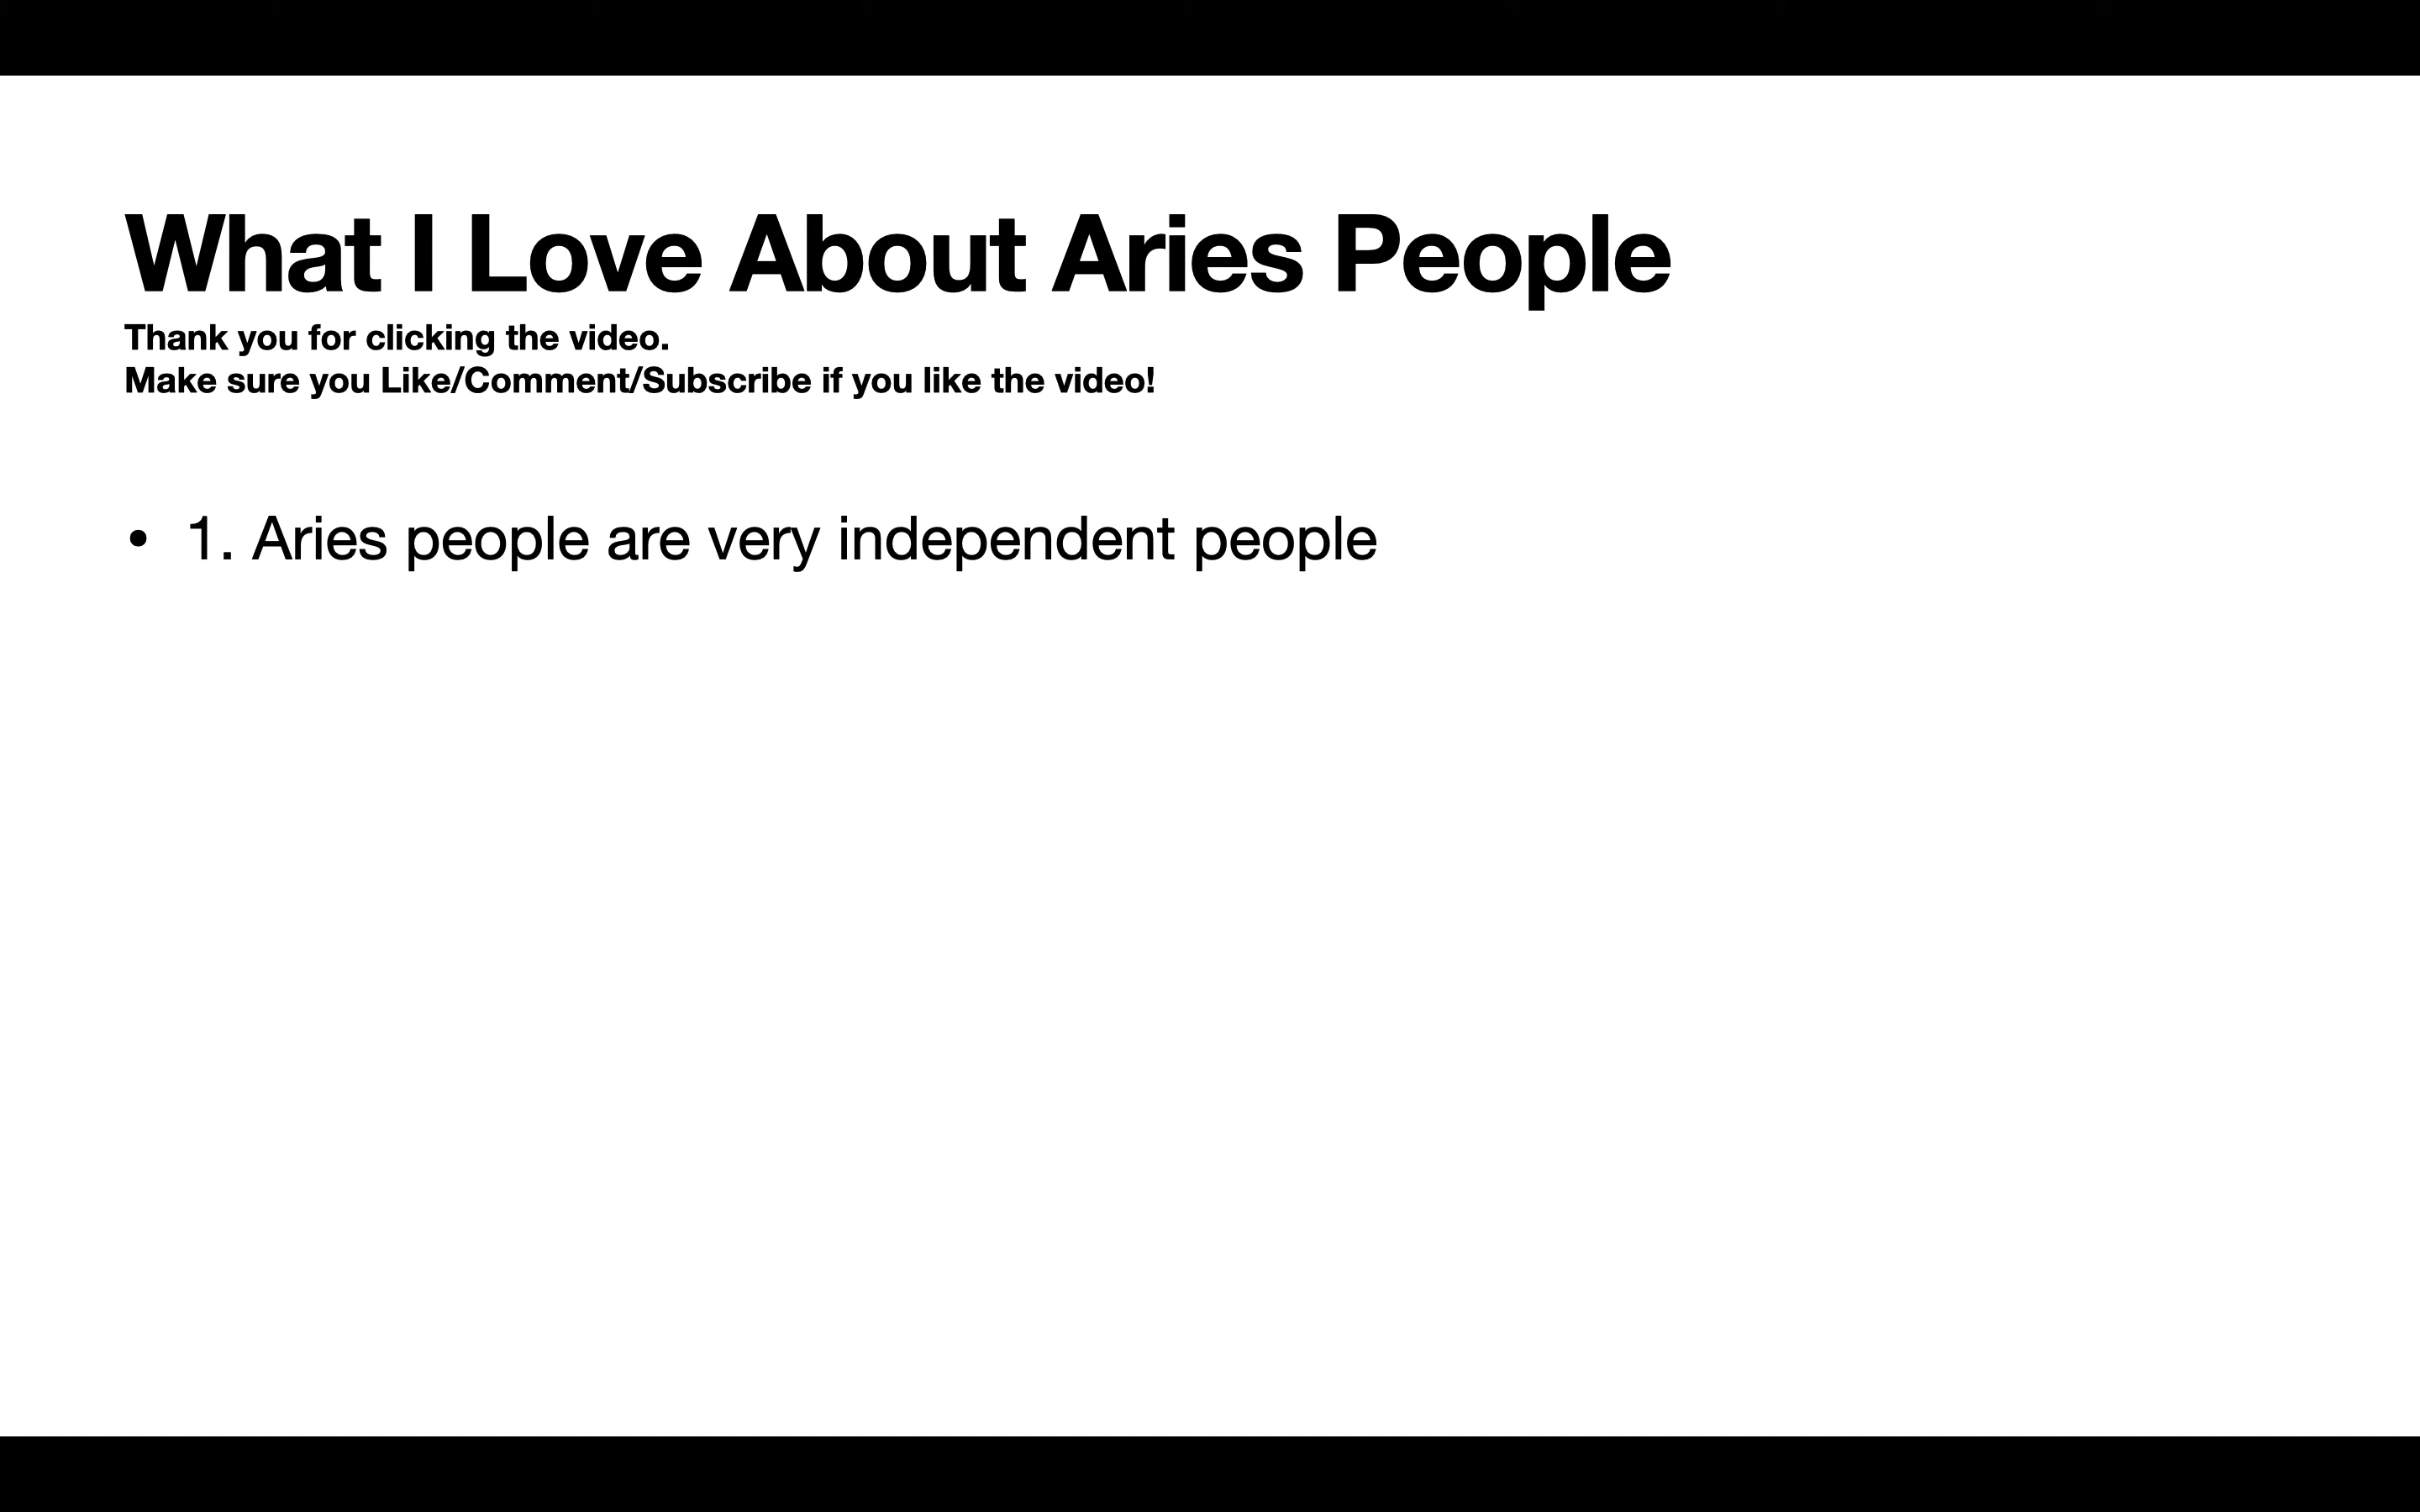 What I Love About Aries People
Thank you for clicking the video.
Make sure you Like/Comment/Subscribe if you like the video!
• 1. Aries people are very independent people